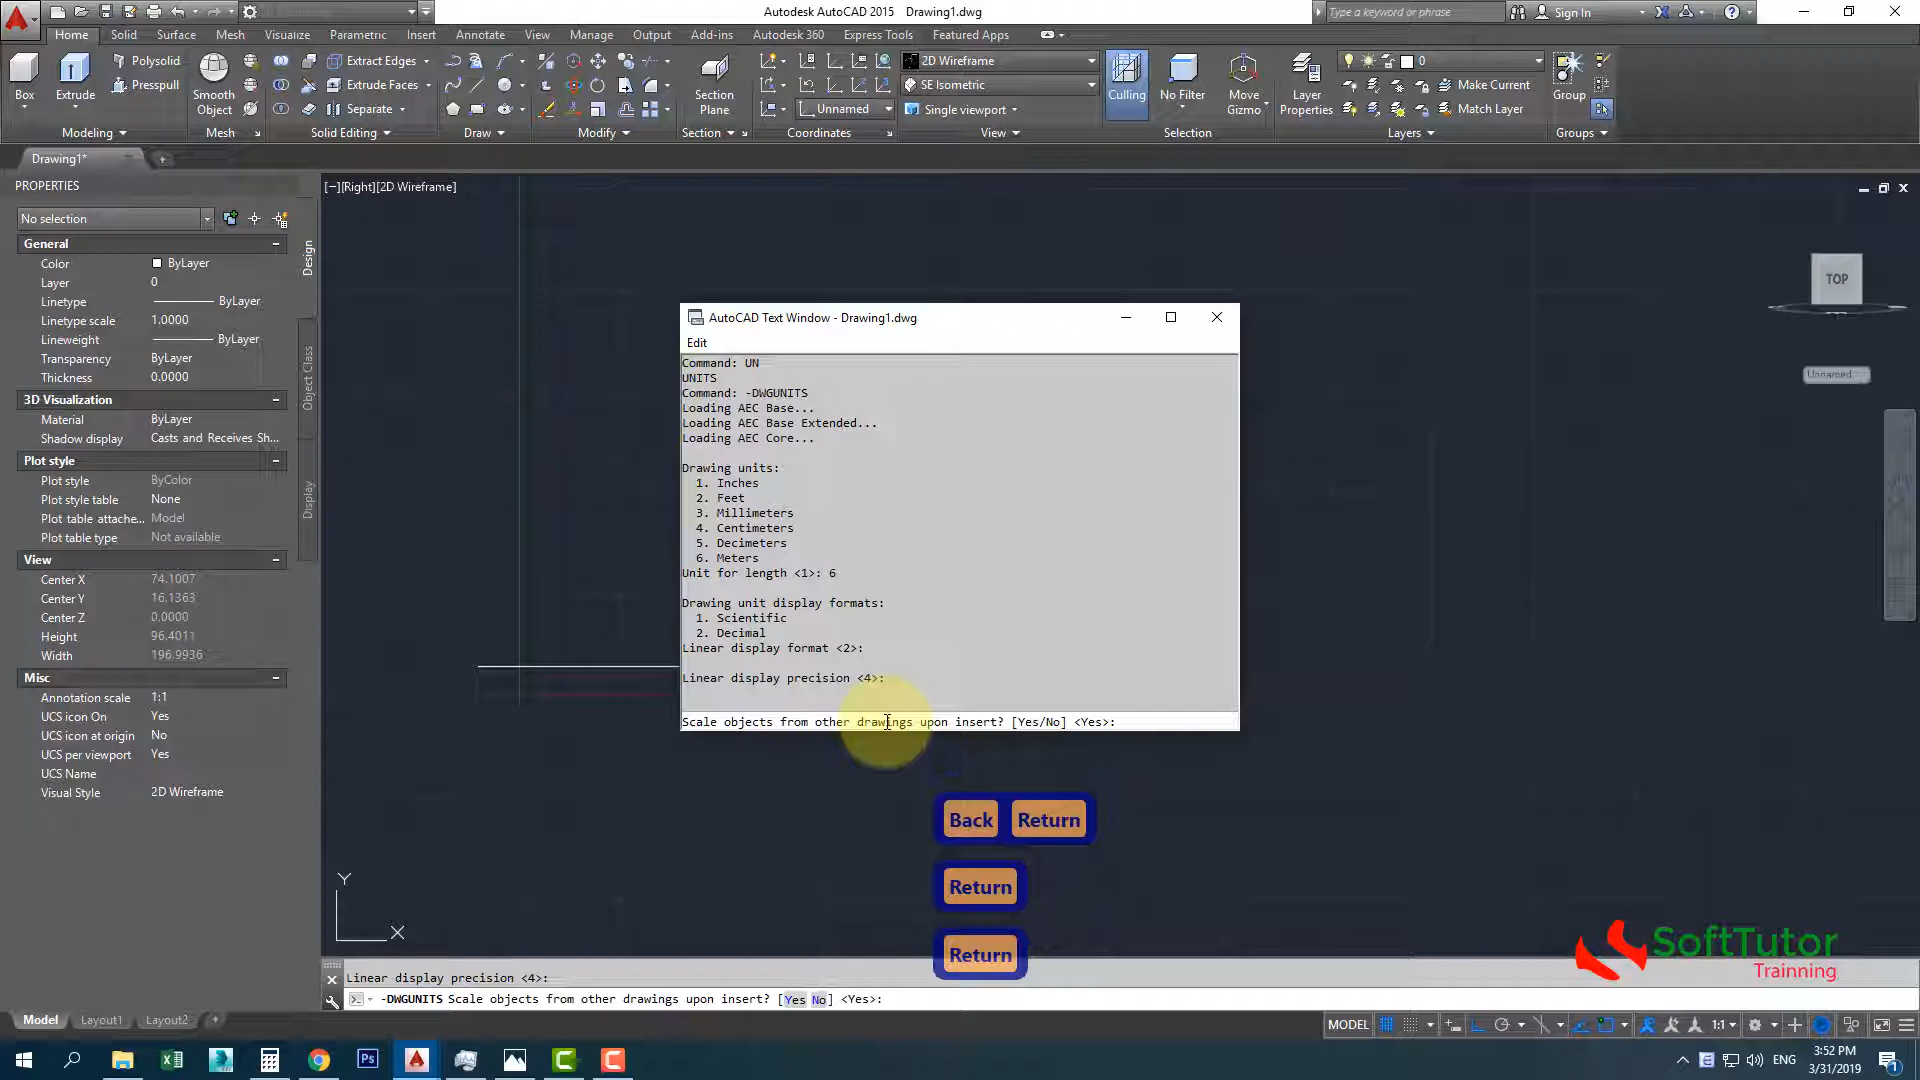 Autodesk AutoCAD 2015 Drawing1.dwg
Type a keyword or phrase
Sign In
Home Solid Surface Mesh Visualize Parametric Insert Annotate View Manage Output Add-ins Autodesk 360 Express Tools Featured Apps
Box
Extrude
Polysolid
Presspull
Modeling
Smooth
Object
Mesh
Extract Edges
Extrude Faces
Separate
Solid Editing
Draw
Modify
Section
Plane
Section
Unnamed
Coordinates
2D Wireframe
SE Isometric
Single viewport
View
Culling
No Filter
Move
Gizmo
Selection
Layer
Properties
0
Make Current
Match Layer
Layers
Group
Groups
Drawing1*
PROPERTIES
[−][Right][2D Wireframe]
No selection
General
Color ByLayer
Layer 0
Linetype ByLayer
Linetype scale 1.0000
Lineweight ByLayer
Transparency ByLayer
Thickness 0.0000
3D Visualization
Material ByLayer
Shadow display Casts and Receives Sh...
Plot style
Plot style ByColor
Plot style table None
Plot table attache... Model
Plot table type Not available
View
Center X 74.1007
Center Y 16.1363
Center Z 0.0000
Height 96.4011
Width 196.9936
Misc
Annotation scale 1:1
UCS icon On Yes
UCS icon at origin No
UCS per viewport Yes
UCS Name
Visual Style 2D Wireframe
Design
Object Class
Display
TOP
Unnamed
AutoCAD Text Window - Drawing1.dwg
Edit
Command: UN
UNITS
Command: -DWGUNITS
Loading AEC Base...
Loading AEC Base Extended...
Loading AEC Core...
Drawing units:
1. Inches
2. Feet
3. Millimeters
4. Centimeters
5. Decimeters
6. Meters
Unit for length <1>: 6
Drawing unit display formats:
1. Scientific
2. Decimal
Linear display format <2>:
Linear display precision <4>:
Scale objects from other drawings upon insert? [Yes/No] <Yes>:
Back Return
Return
Return
Y
X
SoftTutor
Trainning
Linear display precision <4>:
-DWGUNITS Scale objects from other drawings upon insert? [Yes No] <Yes>:
Model Layout1 Layout2
MODEL
1:1
Ps
ENG
3:52 PM
3/31/2019
1